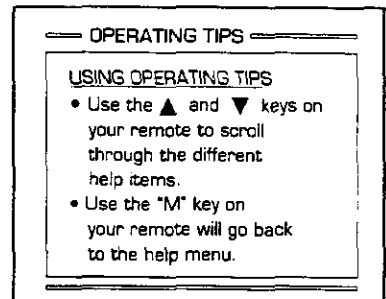 OPERATING TIPS
USING OPERATING TIPS
• Use the ▲ and ▼ keys on
your remote to scroll
through the different
help items.
• Use the "M" key on
your remote will go back
to the help menu.